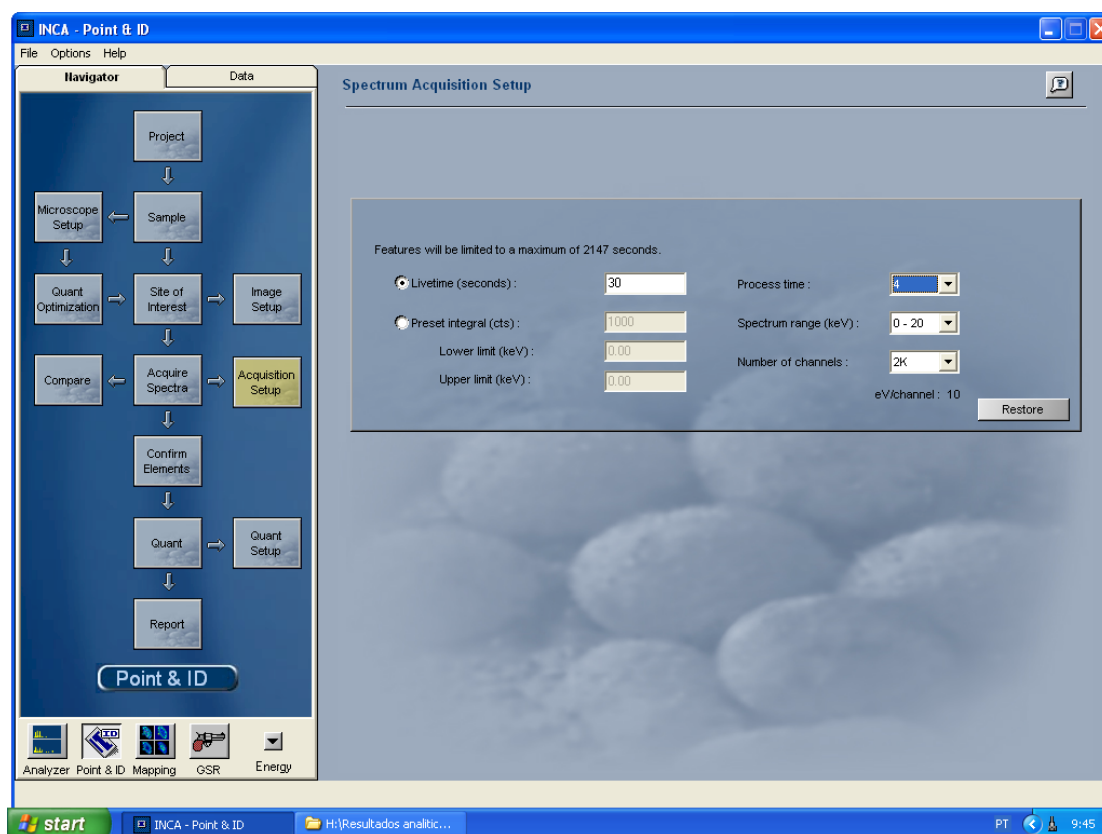 INCA - Point & ID
File Options Help
Navigator Data
Project
Microscope Setup
Sample
Quant Optimization
Site of Interest
Image Setup
Compare
Acquire Spectra
Acquisition Setup
Confirm Elements
Quant
Quant Setup
Report
Point & ID
ID
Analyzer Point & ID Mapping GSR Energy
Spectrum Acquisition Setup
Features will be limited to a maximum of 2147 seconds.
Livetime (seconds) : 30 Process time : 4
Preset integral (cts) : 1000 Spectrum range (keV) : 0 - 20
Lower limit (keV) : 0.00 Number of channels : 2K
Upper limit (keV) : 0.00 eV/channel : 10
Restore
start INCA - Point & ID H:\Resultados analitic... PT 9:45